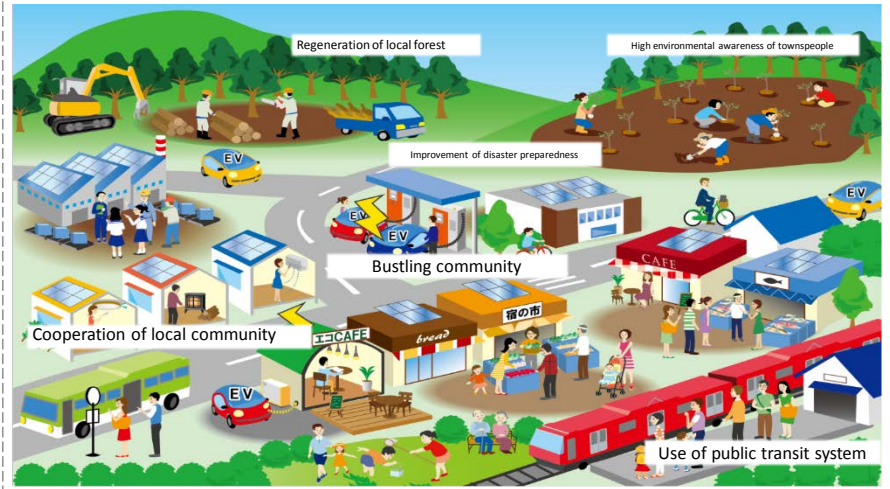 Regeneration of local forest
High environmental awareness of townspeople
Improvement of disaster preparedness
EV
EV
EV
EV
Bustling community
CAFE
宿の市
エコCAFE
bread
Cooperation of local community
EV
Use of public transit system